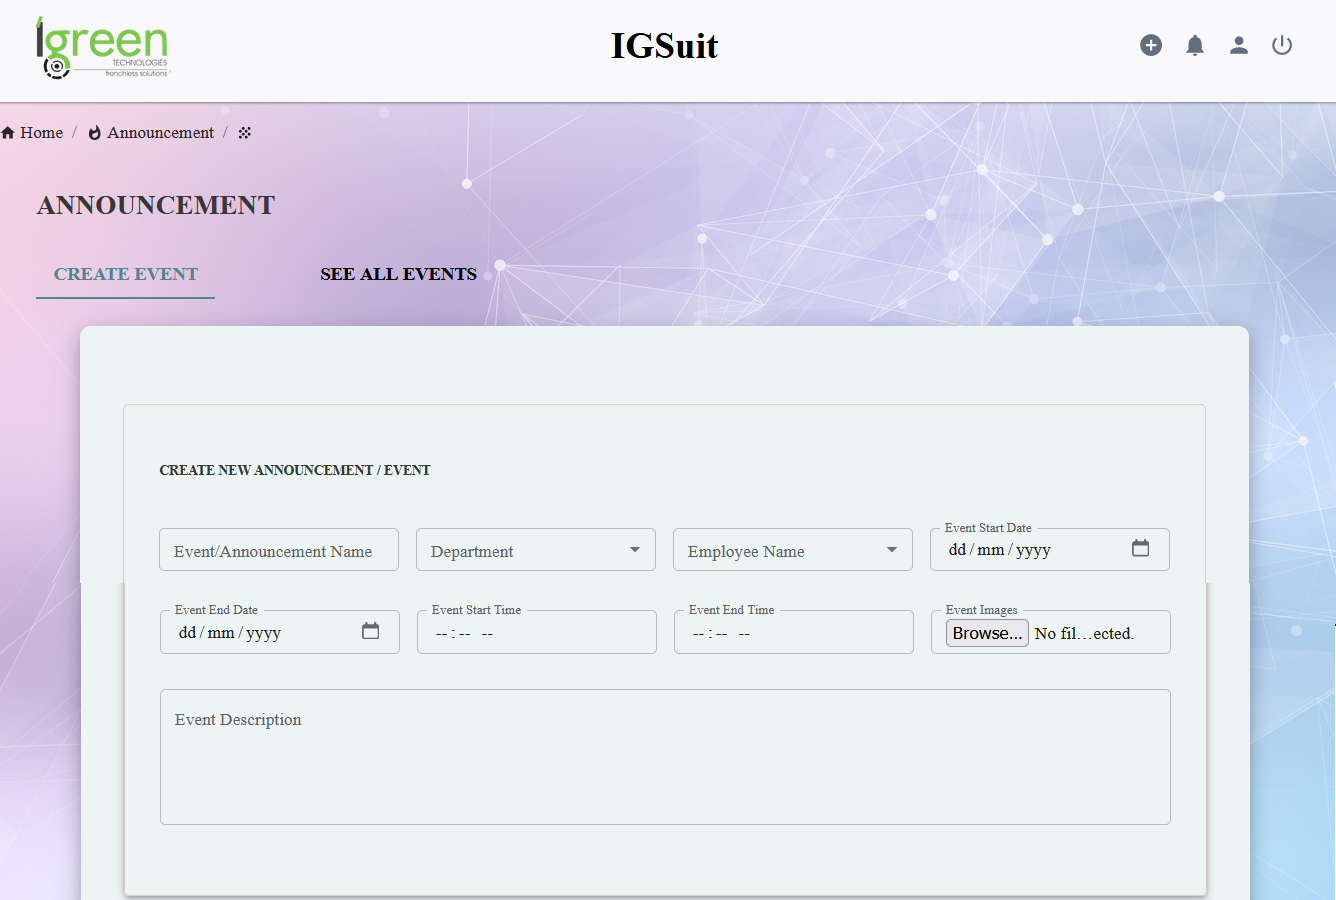 Igreen
TECHNOLOGIES
trenchless solutions
IGSuit
Home / Announcement /
ANNOUNCEMENT
CREATE EVENT SEE ALL EVENTS
CREATE NEW ANNOUNCEMENT / EVENT
Event/Announcement Name
Department
Employee Name
Event Start Date
dd/mm/yyyy
Event End Date
dd/mm/yyyy
Event Start Time
--:-- --
Event End Time
--:-- --
Event Images
Browse... No fil...ected.
Event Description